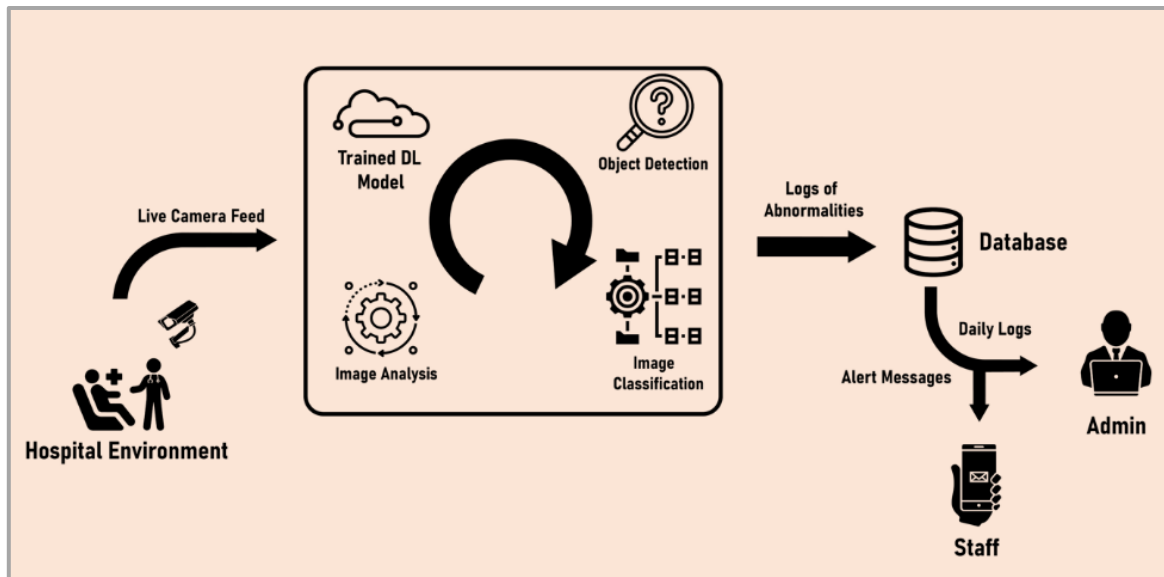 Live Camera Feed
Hospital Environment
Trained DL
Model
Object Detection
Image Analysis
Image
Classification
Logs of
Abnormalities
Database
Daily Logs
Alert Messages
Admin
Staff